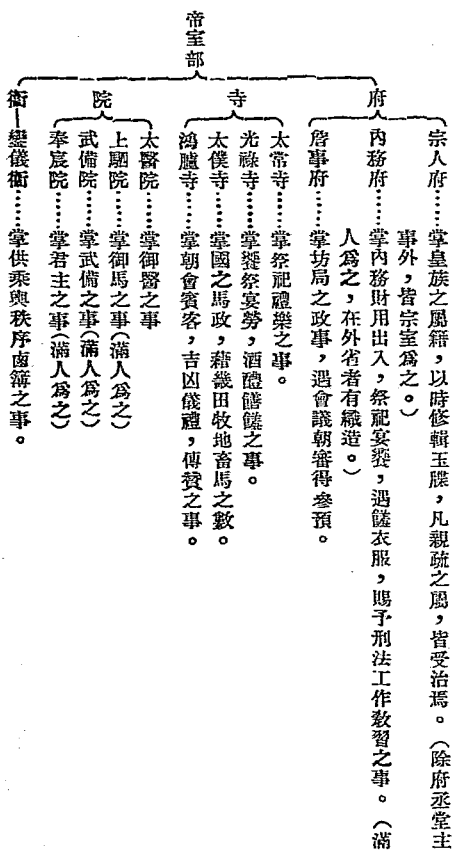 帝室部
府
宗人府……掌皇族之屬籍，以時修輯玉牒，凡親疏之屬，皆受治焉。（除府丞堂主
事外，皆宗室爲之。）
內務府……掌內務財用出入，祭祀宴饗，遇饈衣服，賜予刑法工作教習之事。（滿
人爲之，在外省者有織造。）
詹事府……掌坊局之政事，遇會議朝審得參預。
寺
太常寺……掌祭祀禮樂之事。
光祿寺……掌饗祭宴勞，酒醴饍饈之事。
太僕寺……掌國之馬政，藉畿田牧地畜馬之數。
鴻臚寺……掌朝會賓客，吉凶儀禮，傳贊之事。
院
太醫院……掌御醫之事
上駟院……掌御馬之事（滿人爲之）
武備院……掌武備之事（滿人爲之）
奉宸院……掌君主之事（滿人爲之）
衞—鑾儀衞……掌供乘輿秩序鹵簿之事。